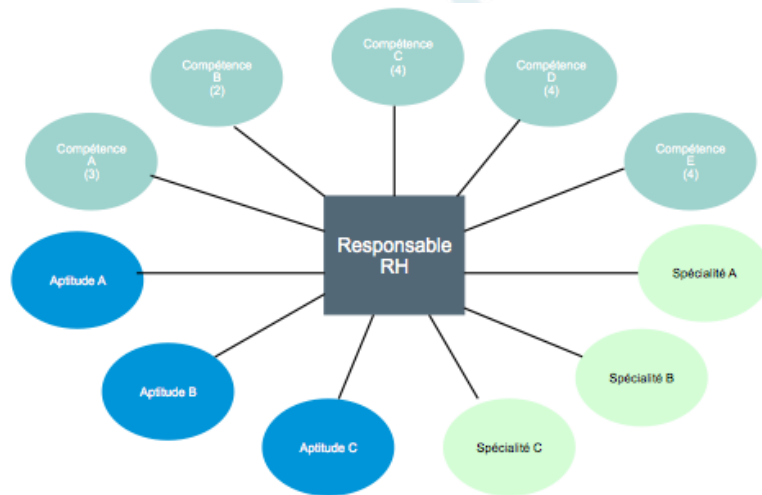 Compétence
C
(4)
Compétence
B
(2)
Compétence
D
(4)
Compétence
A
(3)
Compétence
E
(4)
Responsable
RH
Aptitude A
Spécialité A
Aptitude B
Spécialité B
Aptitude C
Spécialité C